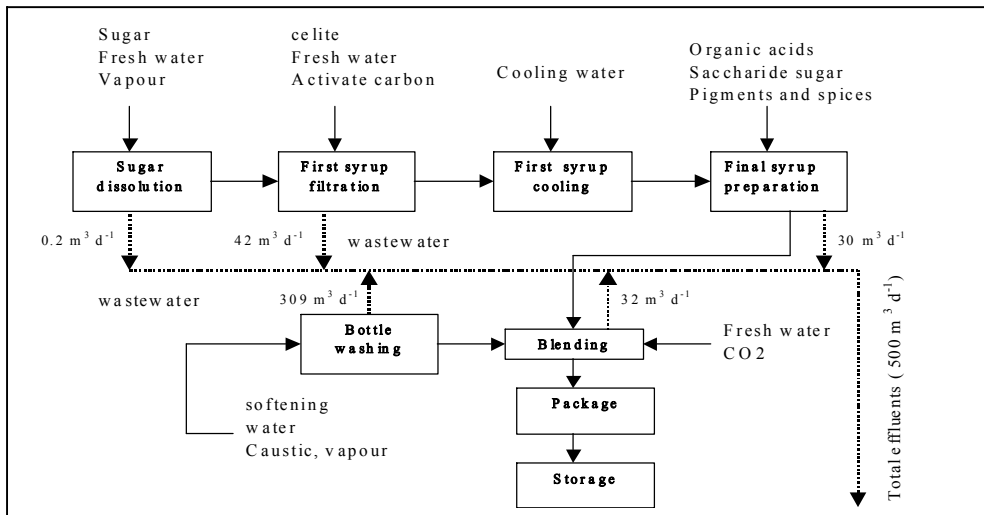 Sugar
Fresh water
Vapour
celite
Fresh water
Activate carbon
Cooling water
Organic acids
Saccharide sugar
Pigments and spices
Sugar
dissolution
First syrup
filtration
First syrup
cooling
Final syrup
preparation
0.2 m³ d⁻¹
42 m³ d⁻¹
wastewater
30 m³ d⁻¹
wastewater
309 m³ d⁻¹
32 m³ d⁻¹
Bottle
washing
Blending
Fresh water
CO2
Package
softening
water
Caustic, vapour
Storage
Total effluents ( 500 m³ d⁻¹)